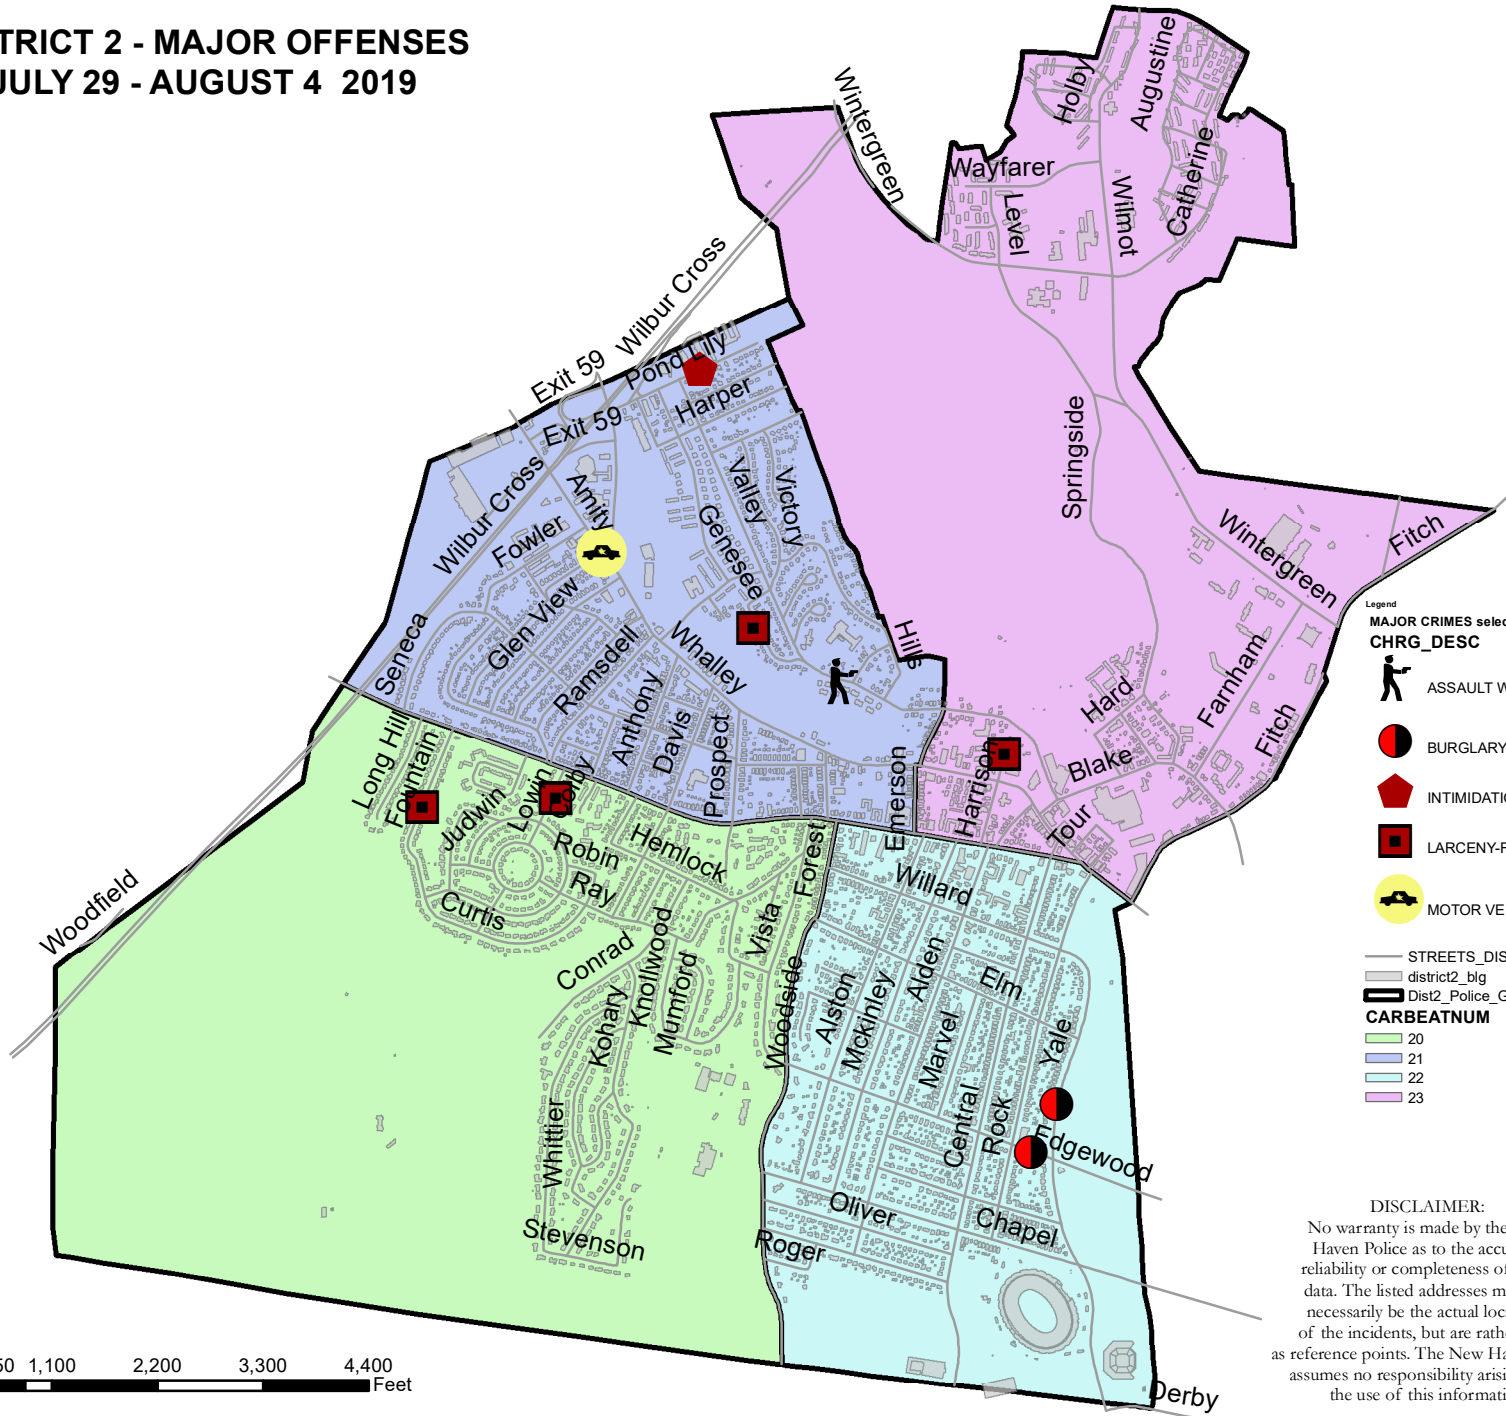 TRICT 2 - MAJOR OFFENSES
JULY 29 - AUGUST 4 2019
Wintergreen
Holby
Augustine
Wayfarer
Level
Wilmot
Catherine
Wilbur Cross
Exit 59
Pond Lily
Harper
Exit 59
Wilbur Cross
Amity
Fowler
Valley
Victory
Genesee
Springside
Wintergreen
Fitch
Glen View
Seneca
Ramsdell
Whalley
Hills
Anthony
Davis
Prospect
Emerson
Hard
Farnham
Fitch
Blake
Harrison
Tour
Long Hill
Fountain
Judwin
Lowin
Colby
Robin
Hemlock
Ray
Forest
Curtis
Willard
Woodfield
Conrad
Knollwood
Vista
Mumford
Kohary
Woodside
Alston
Mckinley
Alden
Elm
Marvel
Yale
Central
Rock
Edgewood
Whittier
Stevenson
Oliver
Chapel
Roger
Derby
Legend
MAJOR CRIMES selec
CHRG_DESC
ASSAULT W
BURGLARY
INTIMIDATIO
LARCENY-F
MOTOR VE
STREETS_DIS
district2_blg
Dist2_Police_G
CARBEATNUM
20
21
22
23
DISCLAIMER:
No warranty is made by the
Haven Police as to the accu
reliability or completeness of
data. The listed addresses m
necessarily be the actual loc
of the incidents, but are rath
as reference points. The New Ha
assumes no responsibility arisi
the use of this informati
50 1,100 2,200 3,300 4,400
Feet